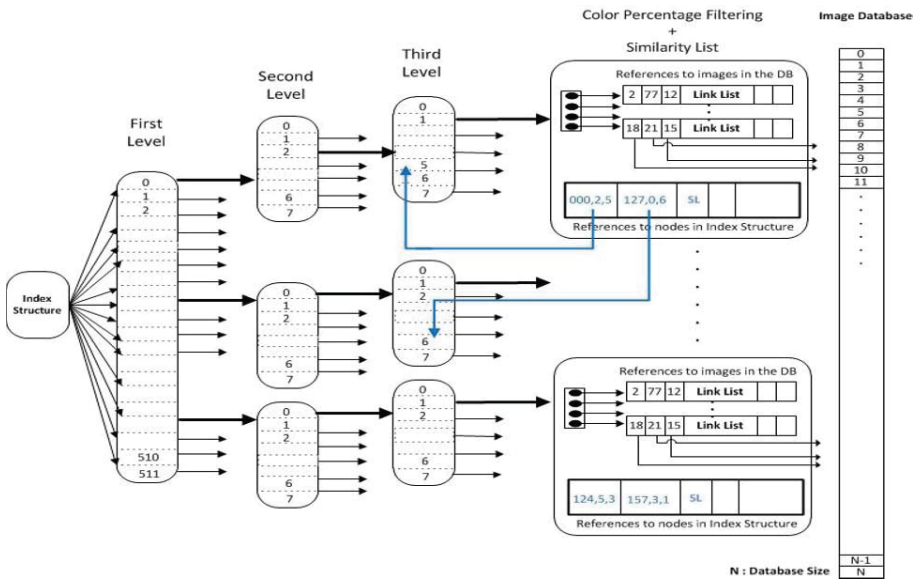 Color Percentage Filtering
+
Similarity List
Image Database
Third
Level
Second
Level
First
Level
Index
Structure
0
1
2
510
511
0
1
2
6
7
0
1
5
6
7
References to images in the DB
2 77 12 Link List
18 21 15 Link List
000,2,5 127,0,6 SL
References to nodes in Index Structure
0
1
2
6
7
0
1
2
6
7
0
1
2
6
7
0
1
2
6
7
References to images in the DB
2 77 12 Link List
18 21 15 Link List
124,5,3 157,3,1 SL
References to nodes in Index Structure
0
1
2
3
4
5
6
7
8
9
10
11
N-1
N
N : Database Size